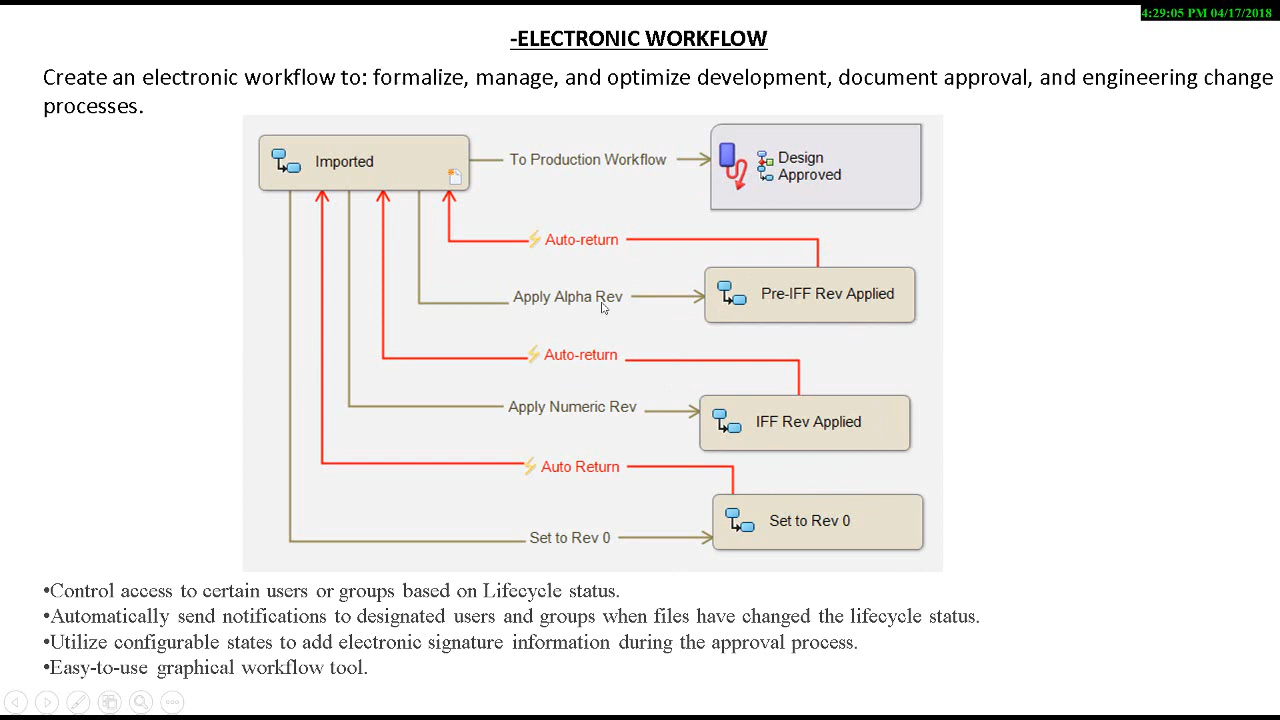 4:29:05 PM 04/17/2018
-ELECTRONIC WORKFLOW
Create an electronic workflow to: formalize, manage, and optimize development, document approval, and engineering change
processes.
Imported
To Production Workflow
Design
Approved
Auto-return
Apply Alpha Rev
Pre-IFF Rev Applied
Auto-return
Apply Numeric Rev
IFF Rev Applied
Auto Return
Set to Rev 0
Set to Rev 0
•Control access to certain users or groups based on Lifecycle status.
•Automatically send notifications to designated users and groups when files have changed the lifecycle status.
•Utilize configurable states to add electronic signature information during the approval process.
•Easy-to-use graphical workflow tool.